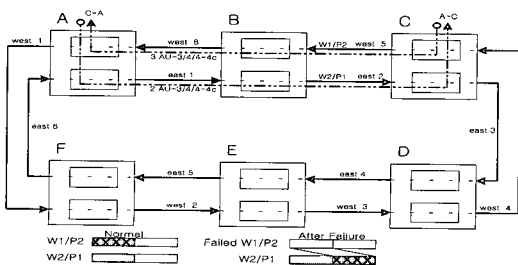 C-A
A-C
A
B
C
west 1
west 6
W1/P2
west 5
3 AU-3/4/4-4c
east 1
W2/P1
east 2
2 AU-3/4/4-4c
east 3
east 6
F
E
D
east 5
east 4
west 2
west 3
west 4
Normal
After Failure
W1/P2
Failed W1/P2
W2/P1
W2/P1